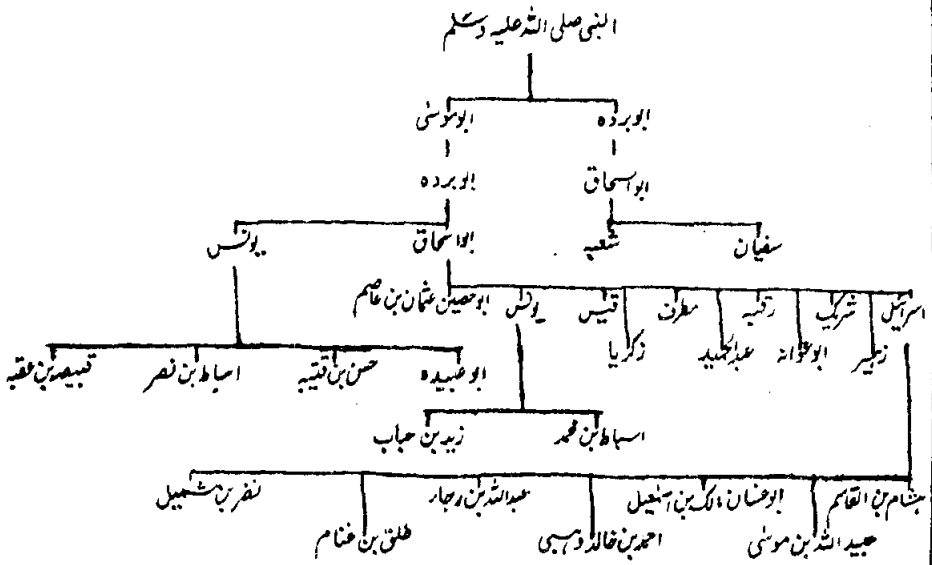 النبی صلی اللہ علیہ وسلم
ابوبردہ ابوموسیٰ
ابواسحاق ابوبردہ
سفیان شعبہ ابواسحاق یونس
اسرائیل شریک رقبہ مطرف قیس یونس ابوحصین عثمان بن عاصم
زہیر ابوعوانہ عبدالحمید زکریا
ابوعبیدہ حسن بن قتیبہ اسباط بن نصر قبیصہ بن عقبہ
اسباط بن محمد زید بن حباب
ہشام بن القاسم ابوغسان مالک بن اسمٰعیل عبداللہ بن رجار نضر بن شمیل
عبیداللہ بن موسیٰ احمد بن خالد وہبی طلق بن غنام